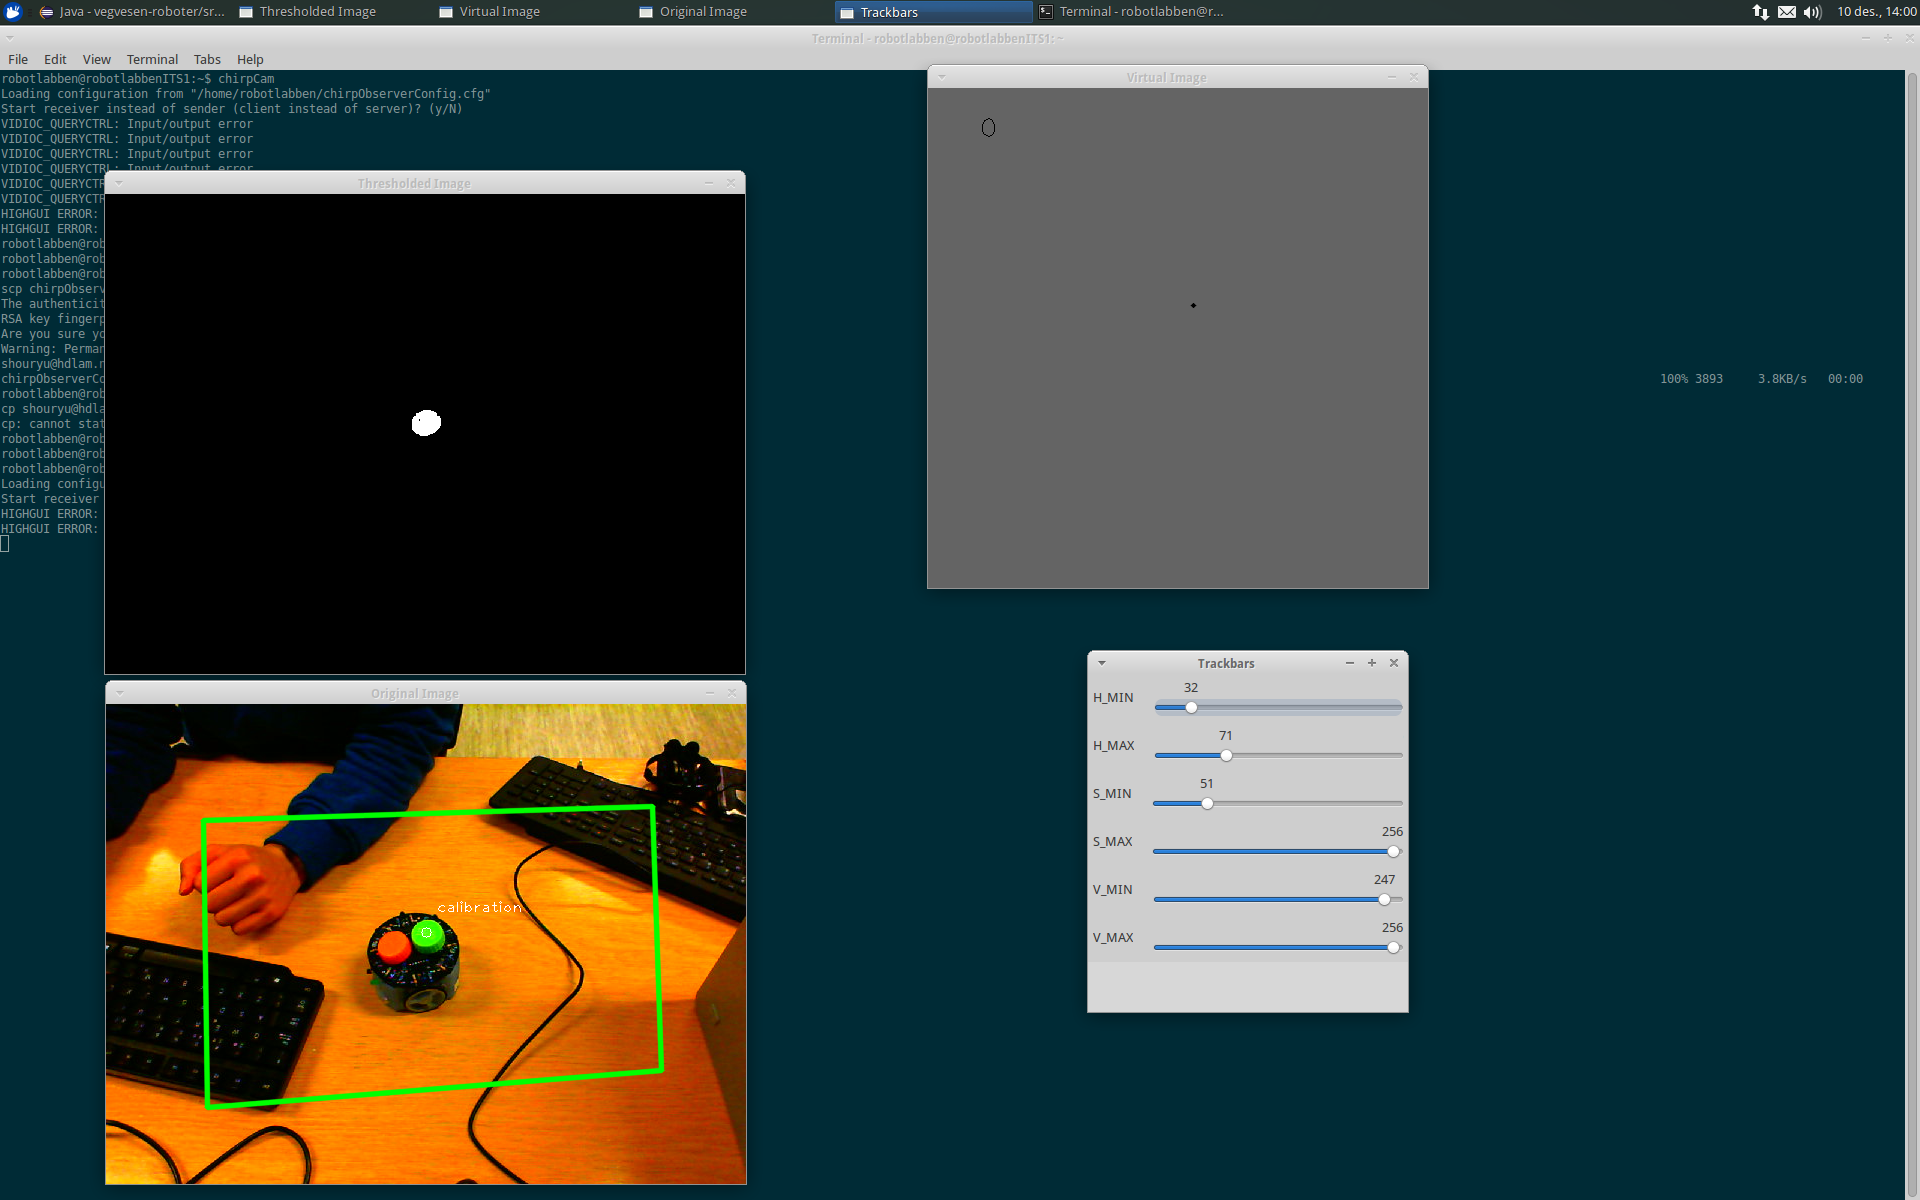 Java - vegvesen-roboter/sr...
Thresholded Image
Virtual Image
Original Image
Trackbars
Terminal - robotlabben@r...
10 des., 14:00
Terminal - robotlabben@robotlabbenITS1: ~
File Edit View Terminal Tabs Help
robotlabben@robotlabbenITS1:~$ chirpCam
Loading configuration from "/home/robotlabben/chirpObserverConfig.cfg"
Start receiver instead of sender (client instead of server)? (y/N)
VIDIOC_QUERYCTRL: Input/output error
VIDIOC_QUERYCTRL: Input/output error
VIDIOC_QUERYCTRL: Input/output error
VIDIOC_QUERYCTRL: Input/output error
VIDIOC_QUERYCT
VIDIOC_QUERYCT
HIGHGUI ERROR:
HIGHGUI ERROR:
robotlabben@rob
robotlabben@rob
robotlabben@rob
scp chirpObserv
The authenticit
RSA key fingerp
Are you sure yo
Warning: Perman
shouryu@hdlam.n
chirpObserverCo
100% 3893 3.8KB/s 00:00
robotlabben@rob
cp shouryu@hdla
cp: cannot stat
robotlabben@rob
robotlabben@rob
robotlabben@rob
Loading configu
Start receiver
HIGHGUI ERROR:
HIGHGUI ERROR:
Thresholded Image
Virtual Image
Original Image
calibration
Trackbars
H_MIN 32
H_MAX 71
S_MIN 51
S_MAX 256
V_MIN 247
V_MAX 256